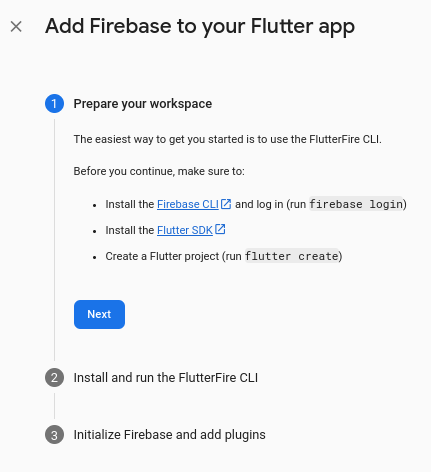 Add Firebase to your Flutter app
1 Prepare your workspace
The easiest way to get you started is to use the FlutterFire CLI.
Before you continue, make sure to:
• Install the Firebase CLI and log in (run firebase login)
• Install the Flutter SDK
• Create a Flutter project (run flutter create)
Next
2 Install and run the FlutterFire CLI
3 Initialize Firebase and add plugins